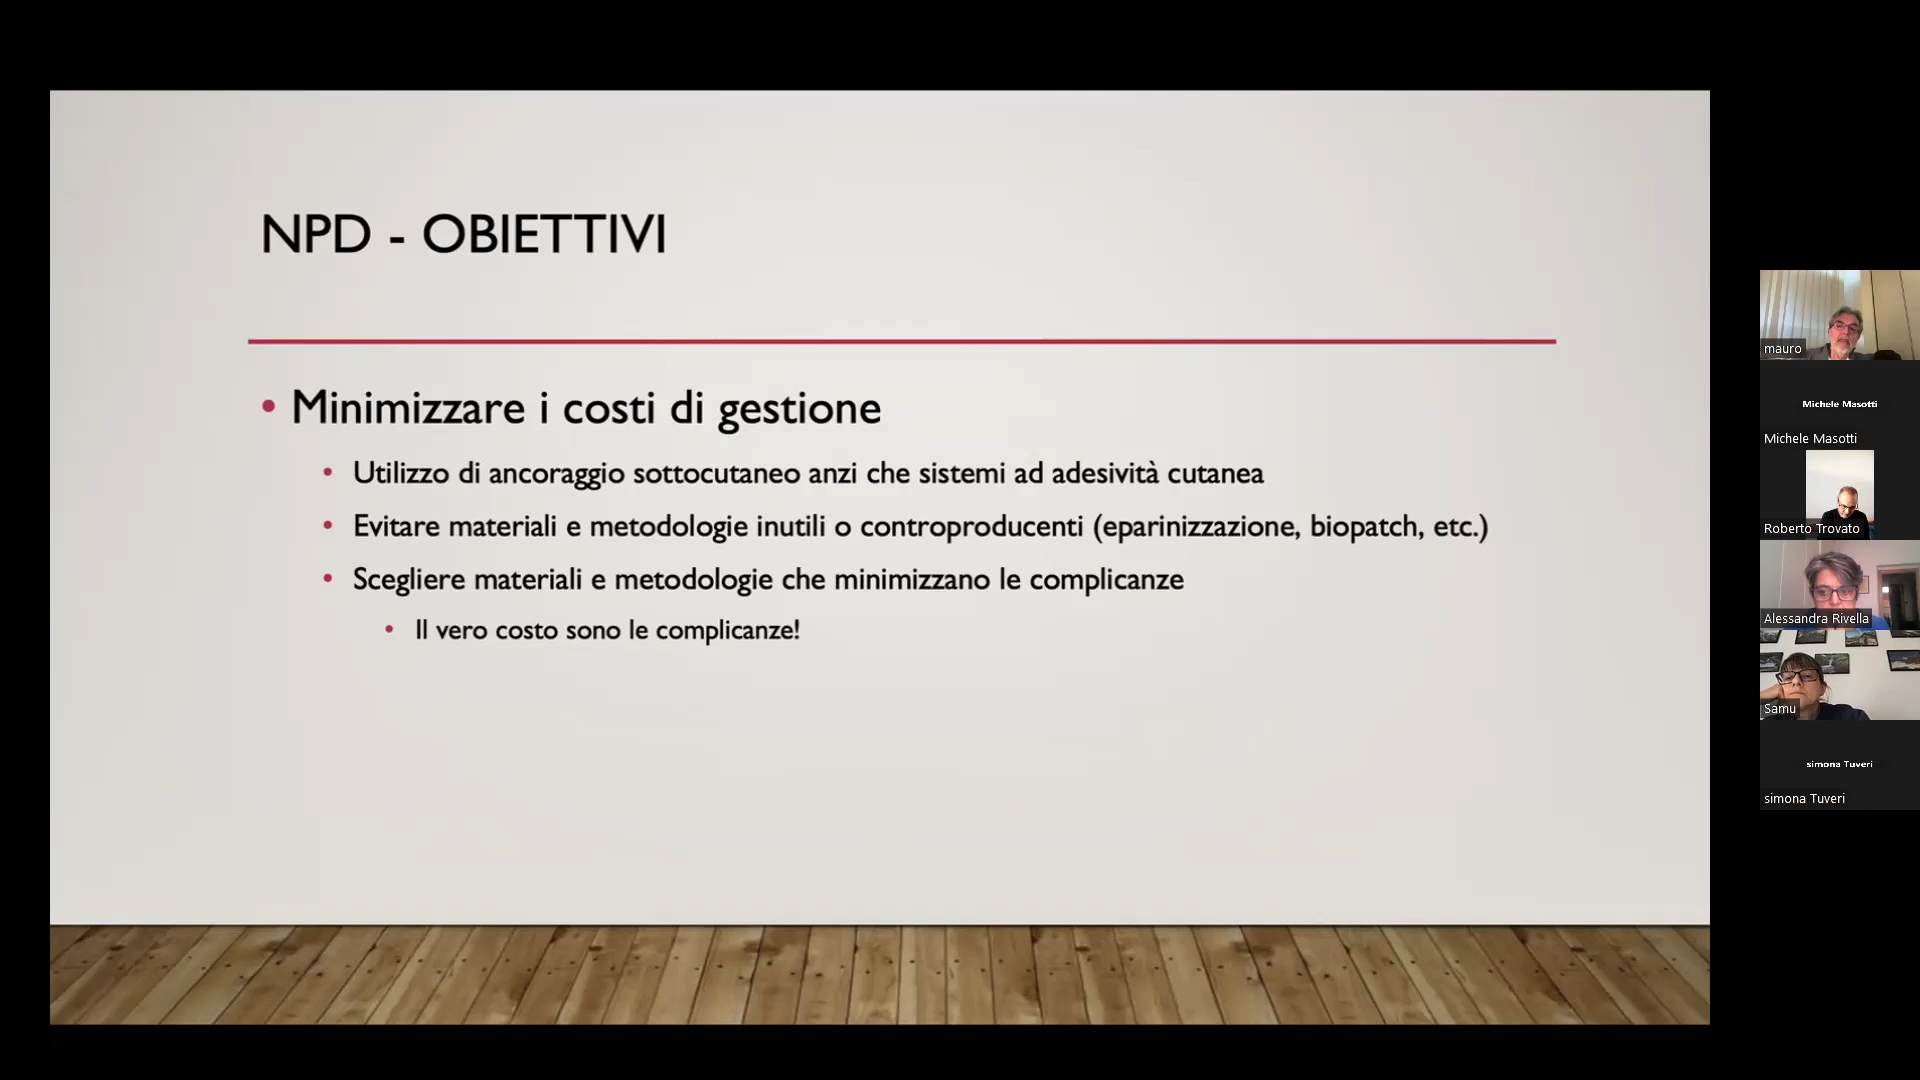 NPD - OBIETTIVI
• Minimizzare i costi di gestione
• Utilizzo di ancoraggio sottocutaneo anzi che sistemi ad adesività cutanea
• Evitare materiali e metodologie inutili o controproducenti (eparinizzazione, biopatch, etc.)
• Scegliere materiali e metodologie che minimizzano le complicanze
• Il vero costo sono le complicanze!
mauro
Michele Masotti
Michele Masotti
Roberto Trovato
Alessandra Rivella
Samu
simona Tuveri
simona Tuveri